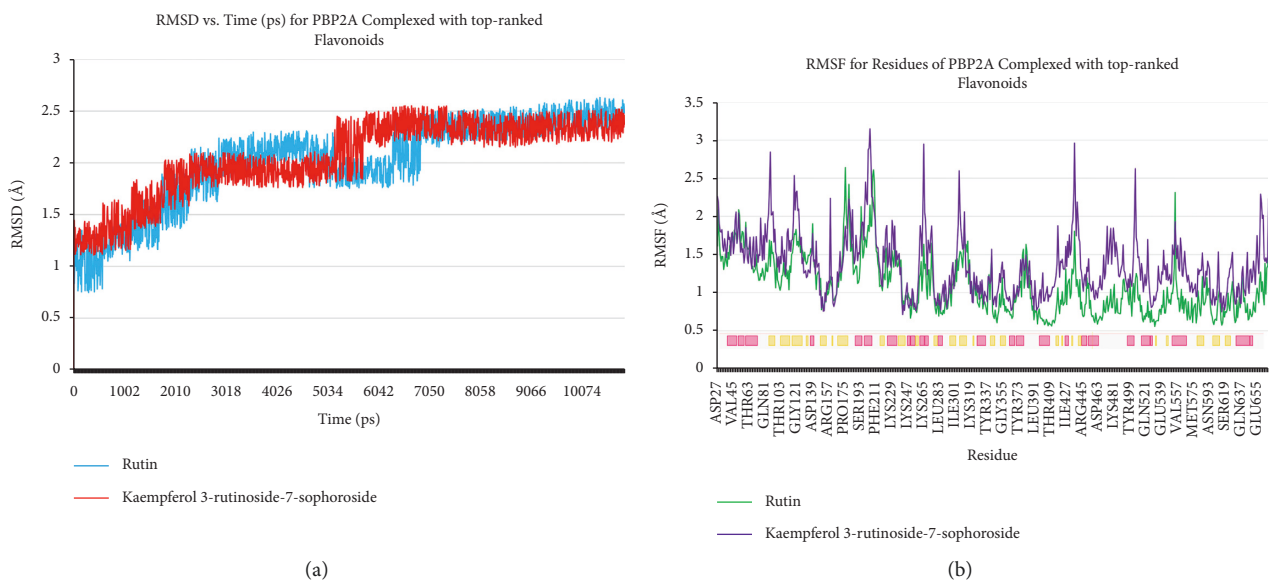 RMSD vs. Time (ps) for PBP2A Complexed with top-ranked
Flavonoids
3
2.5
2
1.5
1
0.5
0
RMSD (Å)
0 1002 2010 3018 4026 5034 6042 7050 8058 9066 10074
Time (ps)
Rutin
Kaempferol 3-rutinoside-7-sophoroside
(a)
RMSF for Residues of PBP2A Complexed with top-ranked
Flavonoids
3.5
3
2.5
2
1.5
1
0.5
0
RMSF (Å)
ASP27
VAL45
THR63
GLN81
THR103
GLY121
ASP139
ARG157
PRO175
SER193
PHE211
LYS229
LYS247
LYS265
LEU283
ILE301
LYS319
TYR337
GLY355
TYR373
LEU391
THR409
ILE427
ARG445
ASP463
LYS481
TYR499
GLN521
GLU539
VAL557
MET575
ASN593
SER619
GLN637
GLU655
Residue
Rutin
Kaempferol 3-rutinoside-7-sophoroside
(b)